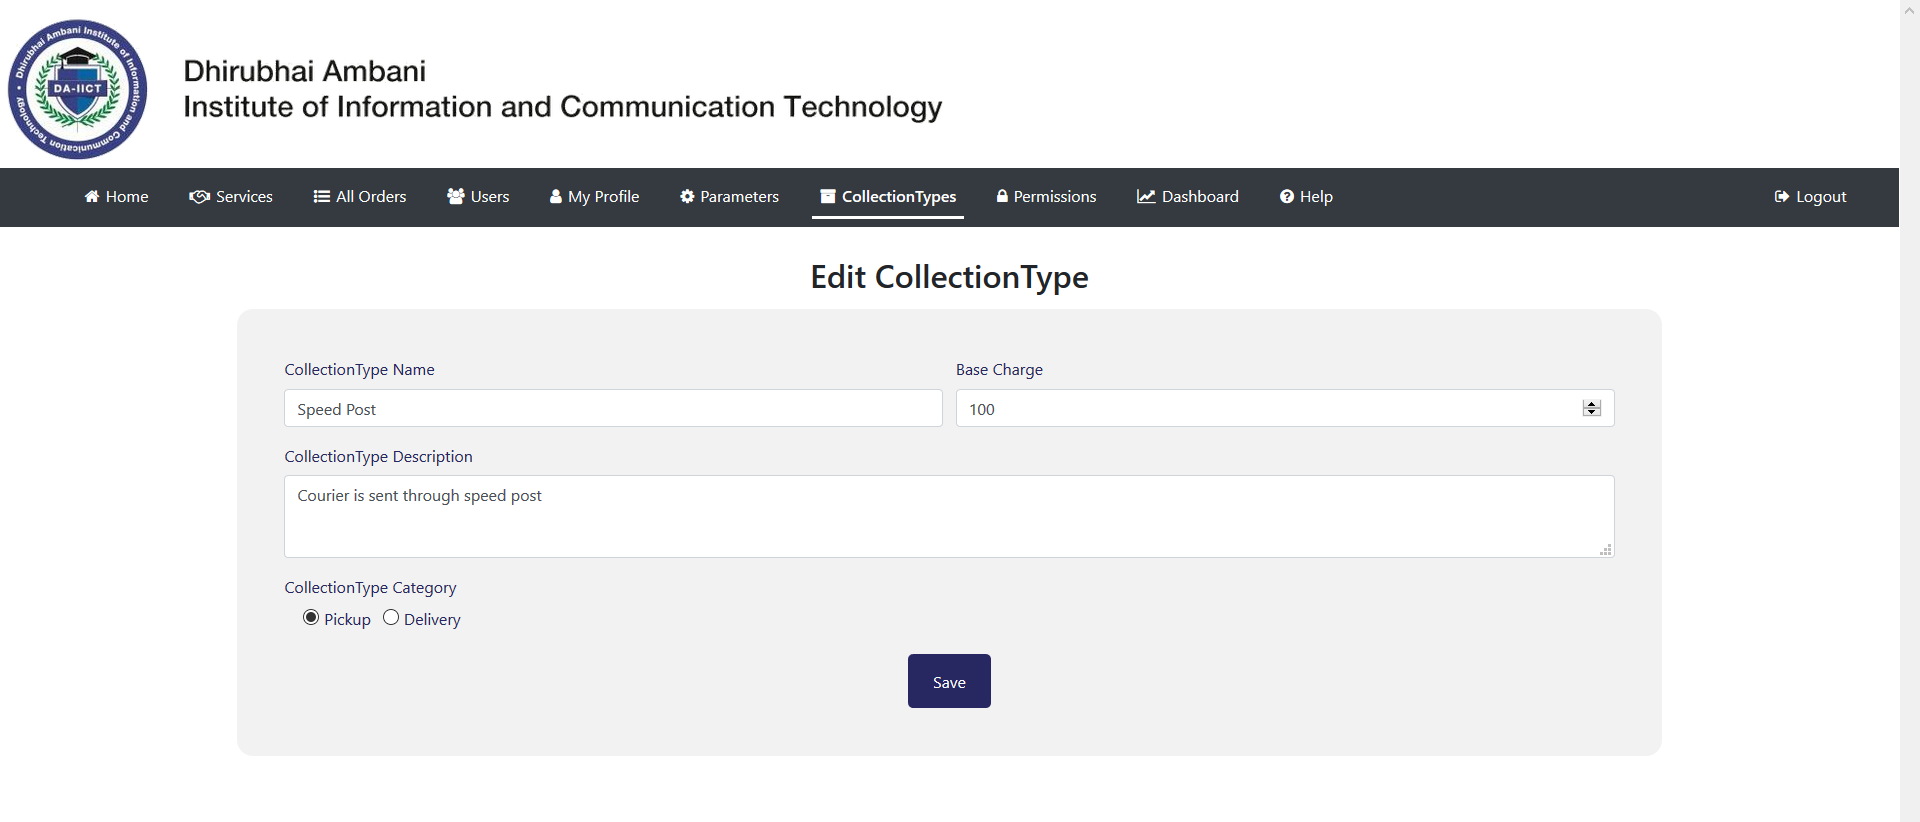 Dhirubhai Ambani Institute of Information and Communication Technology
DA-IICT
Dhirubhai Ambani
Institute of Information and Communication Technology
Home Services All Orders Users My Profile Parameters CollectionTypes Permissions Dashboard Help Logout
Edit CollectionType
CollectionType Name Base Charge
Speed Post 100
CollectionType Description
Courier is sent through speed post
CollectionType Category
Pickup Delivery
Save